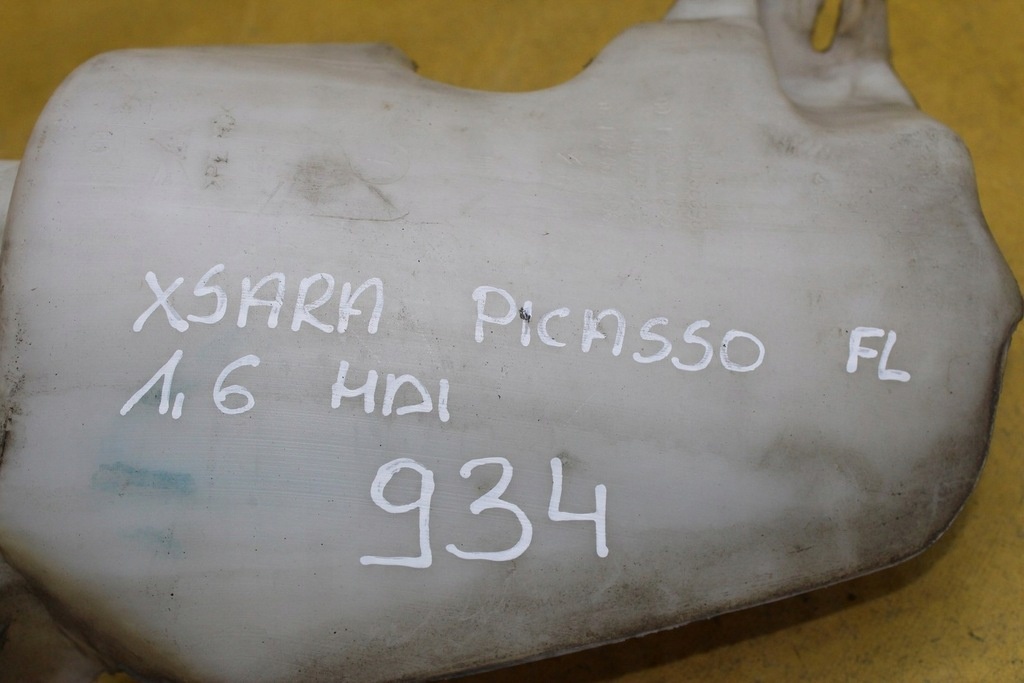 XSARA PICASSO FL
1,6 HDI
934